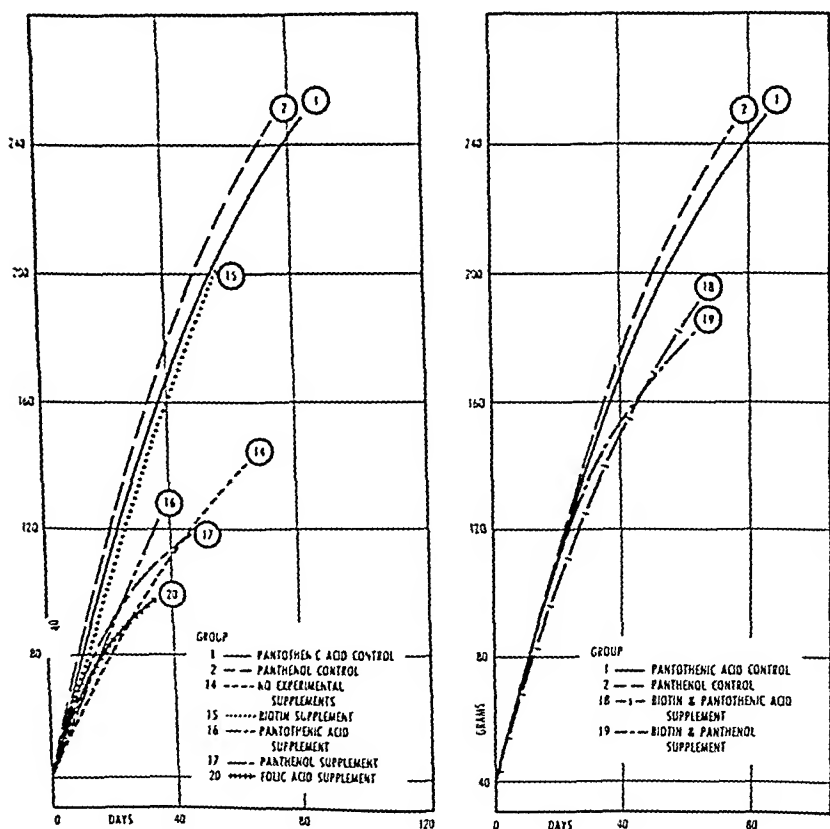 2
1
240
15
200
160
14
16
120
17
20
40
80
GROUP
1 PANTOTHENIC ACID CONTROL
2 PANTHENOL CONTROL
14 NO EXPERIMENTAL
SUPPLEMENTS
15 BIOTIN SUPPLEMENT
16 PANTOTHENIC ACID
SUPPLEMENT
17 PANTHENOL SUPPLEMENT
20 FOLIC ACID SUPPLEMENT
0 DAYS 40 80 120
2
1
240
18
200
19
160
120
GROUP
80
1 PANTOTHENIC ACID CONTROL
2 PANTHENOL CONTROL
18 BIOTIN & PANTOTHENIC ACID
SUPPLEMENT
19 BIOTIN & PANTHENOL
SUPPLEMENT
GRAMS
40
0 DAYS 40 80